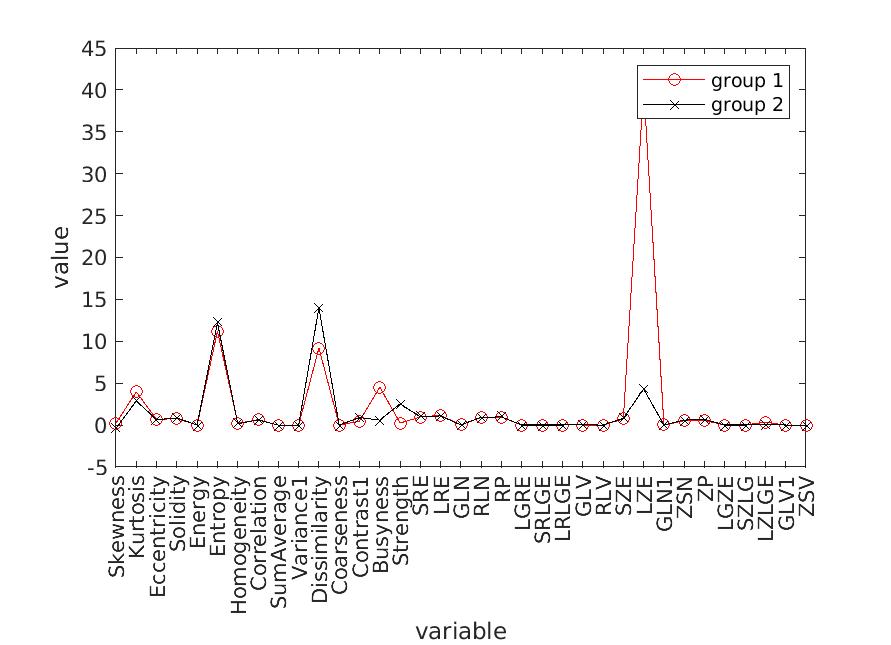 45
40
35
30
25
20
15
10
5
0
-5
value
group 1
group 2
Skewness
Kurtosis
Eccentricity
Solidity
Energy
Entropy
Homogeneity
Correlation
SumAverage
Variance1
Dissimilarity
Coarseness
Contrast1
Busyness
Strength
SRE
LRE
GLN
RLN
RP
LGRE
SRLGE
LRLGE
GLV
RLV
SZE
LZE
GLN1
ZSN
ZP
LGZE
SZLG
LZLGE
GLV1
ZSV
variable